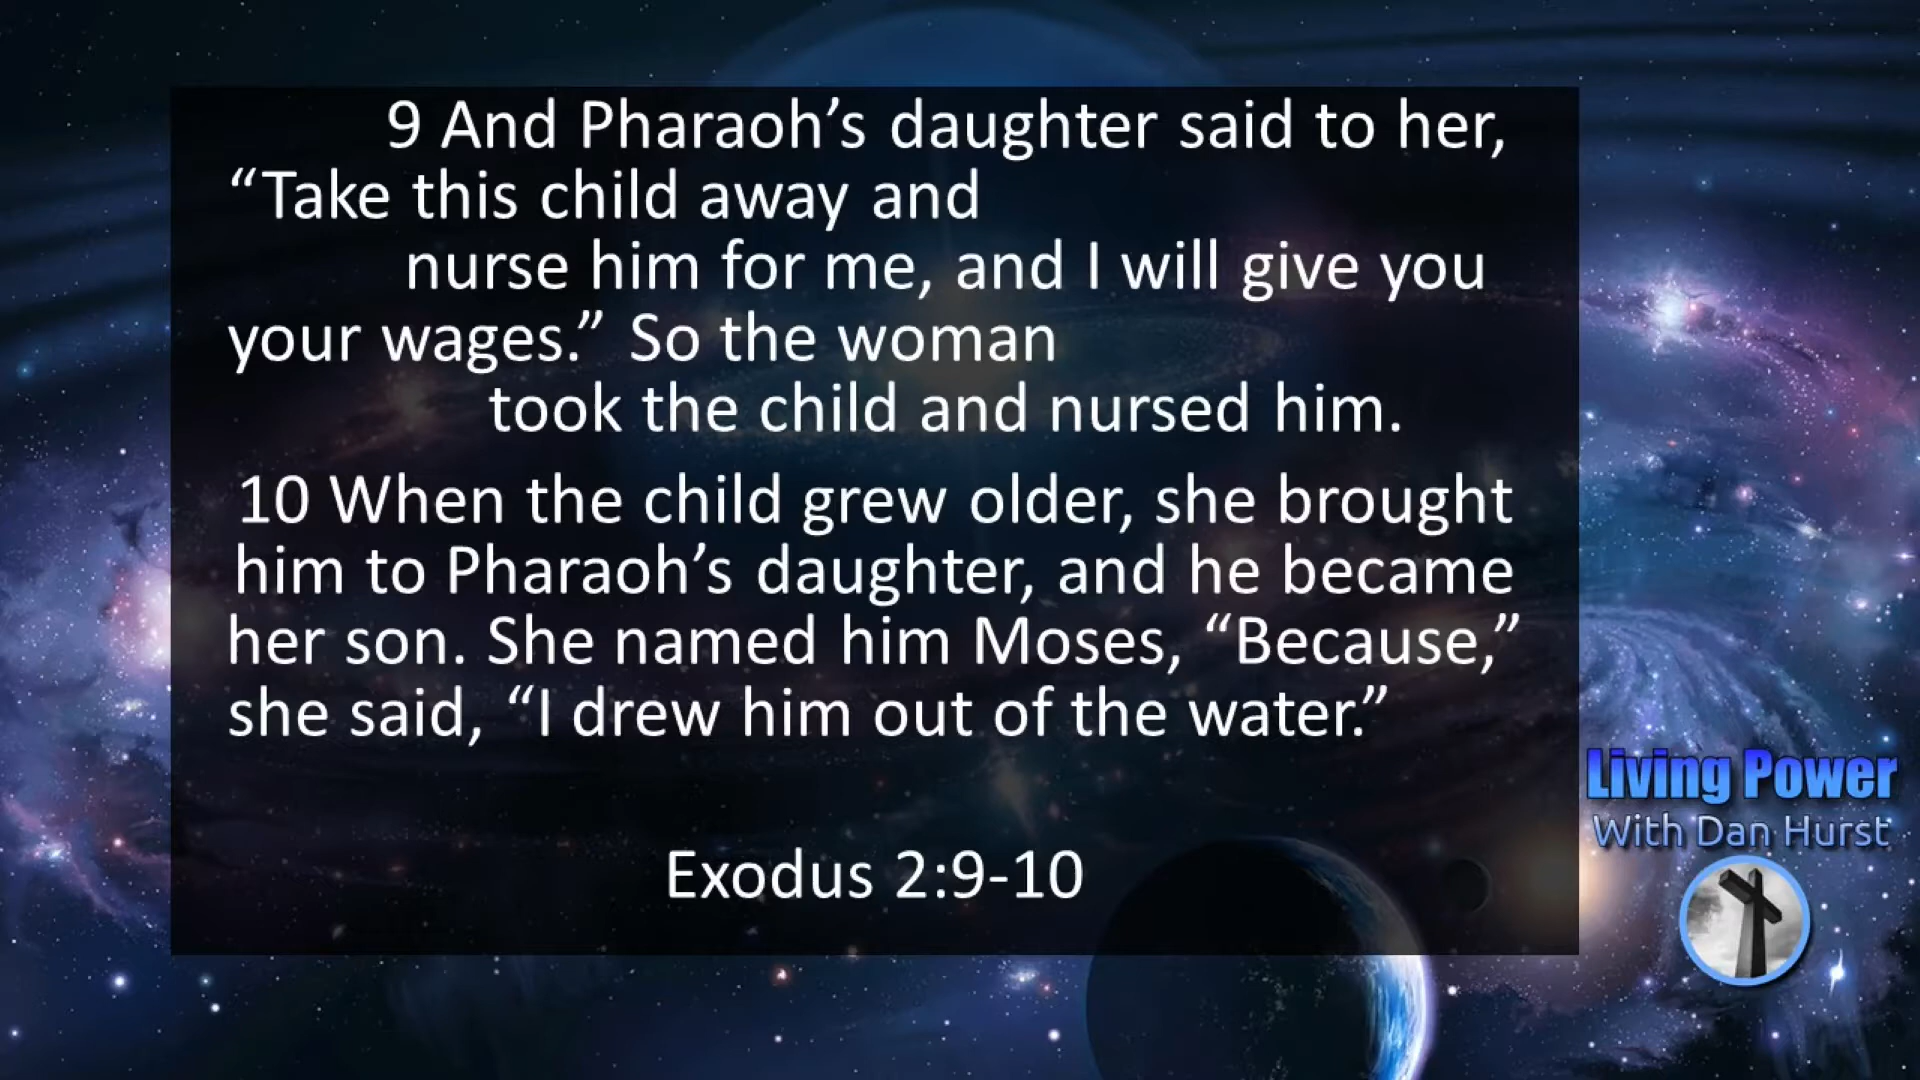 9 And Pharaoh’s daughter said to her,
“Take this child away and
nurse him for me, and I will give you
your wages.” So the woman
took the child and nursed him.
10 When the child grew older, she brought
him to Pharaoh’s daughter, and he became
her son. She named him Moses, “Because,”
she said, “I drew him out of the water.”
Exodus 2:9-10
Living Power
With Dan Hurst